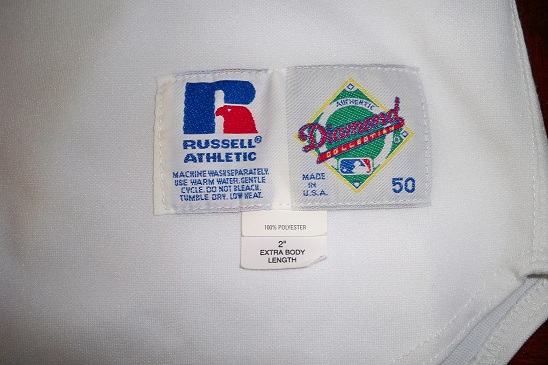 RUSSELL®
ATHLETIC
MACHINE WASH SEPARATELY.
USE WARM WATER, GENTLE
CYCLE. DO NOT BLEACH.
TUMBLE DRY. LOW HEAT.
AUTHENTIC
Diamond
COLLECTION
MADE
IN
U.S.A.
50
100% POLYESTER
2"
EXTRA BODY
LENGTH